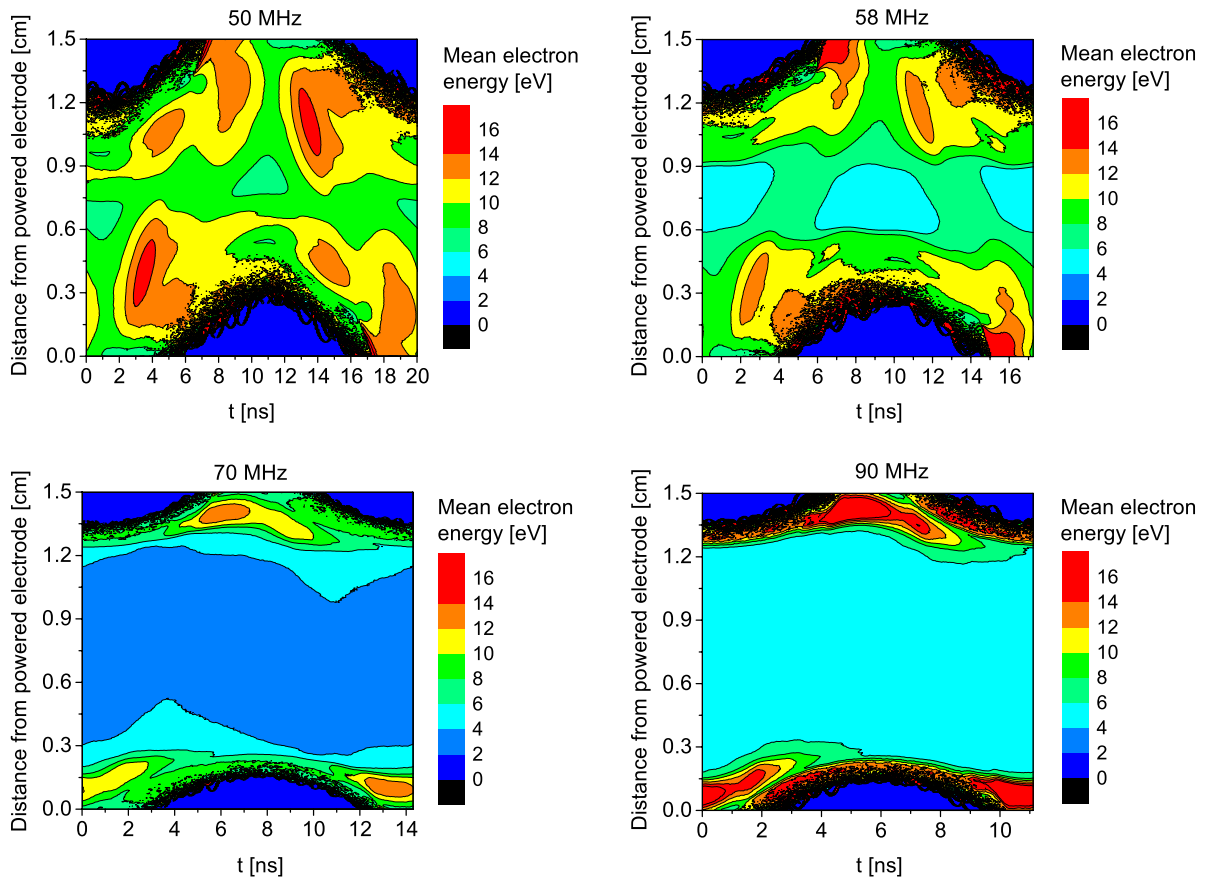 50 MHz
Distance from powered electrode [cm]
1.5
1.2
0.9
0.6
0.3
0.0
0 2 4 6 8 10 12 14 16 18 20
t [ns]
Mean electron
energy [eV]
16
14
12
10
8
6
4
2
0
58 MHz
Distance from powered electrode [cm]
1.5
1.2
0.9
0.6
0.3
0.0
0 2 4 6 8 10 12 14 16
t [ns]
Mean electron
energy [eV]
16
14
12
10
8
6
4
2
0
70 MHz
Distance from powered electrode [cm]
1.5
1.2
0.9
0.6
0.3
0.0
0 2 4 6 8 10 12 14
t [ns]
Mean electron
energy [eV]
16
14
12
10
8
6
4
2
0
90 MHz
Distance from powered electrode [cm]
1.5
1.2
0.9
0.6
0.3
0.0
0 2 4 6 8 10
t [ns]
Mean electron
energy [eV]
16
14
12
10
8
6
4
2
0